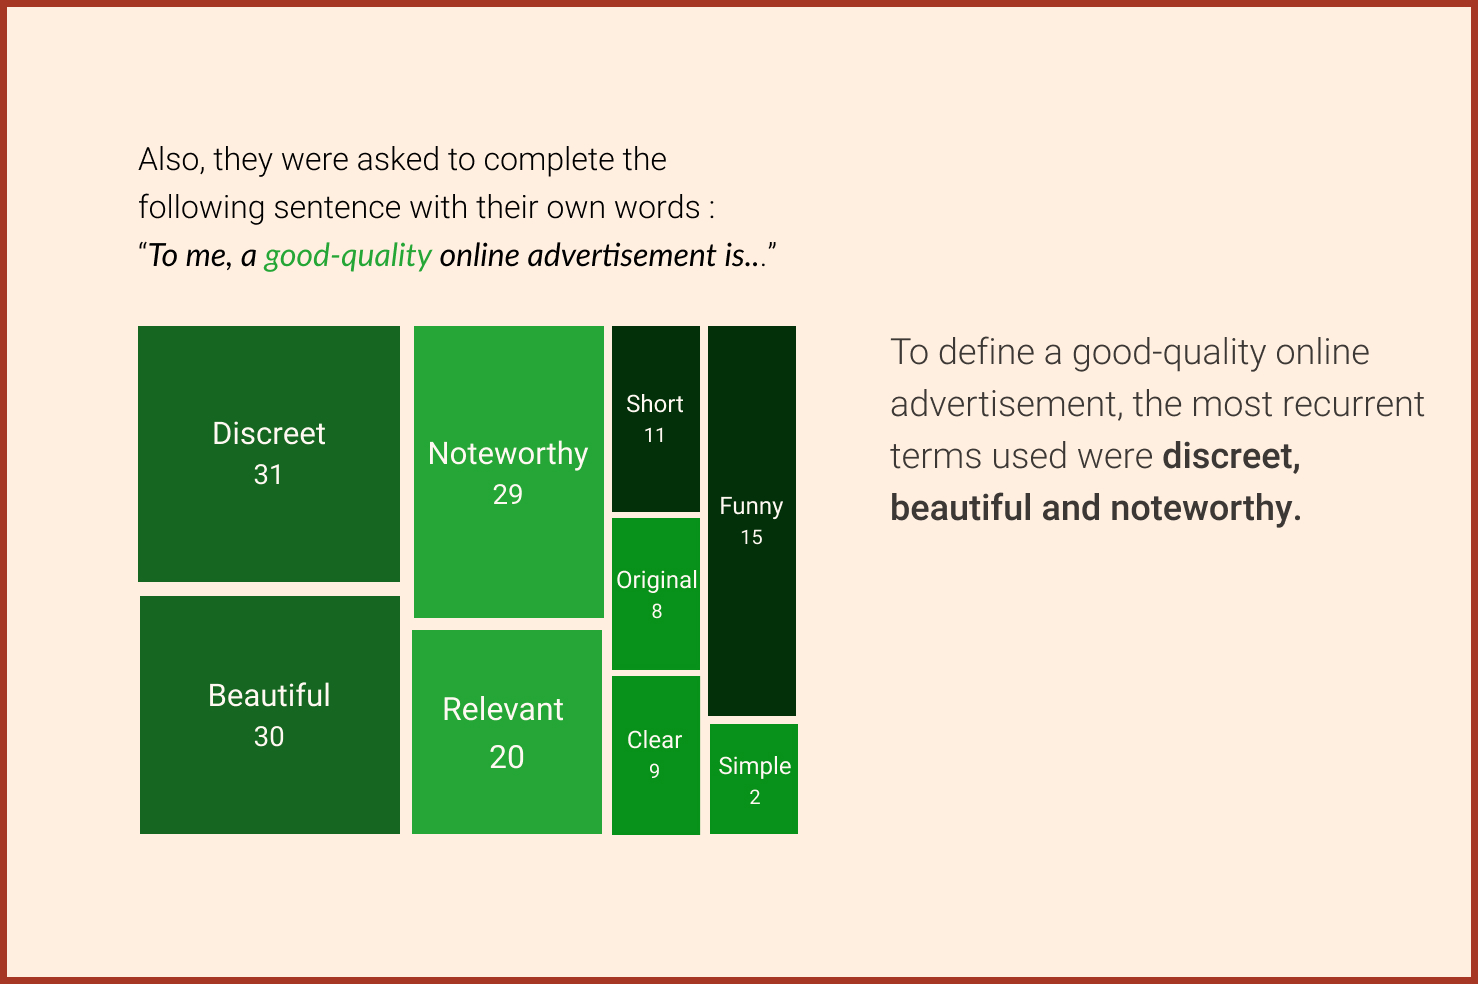 Also, they were asked to complete the
following sentence with their own words :
“To me, a good-quality online advertisement is...”
Discreet
31
Beautiful
30
Noteworthy
29
Relevant
20
Short
11
Original
8
Clear
9
Funny
15
Simple
2
To define a good-quality online
advertisement, the most recurrent
terms used were discreet,
beautiful and noteworthy.